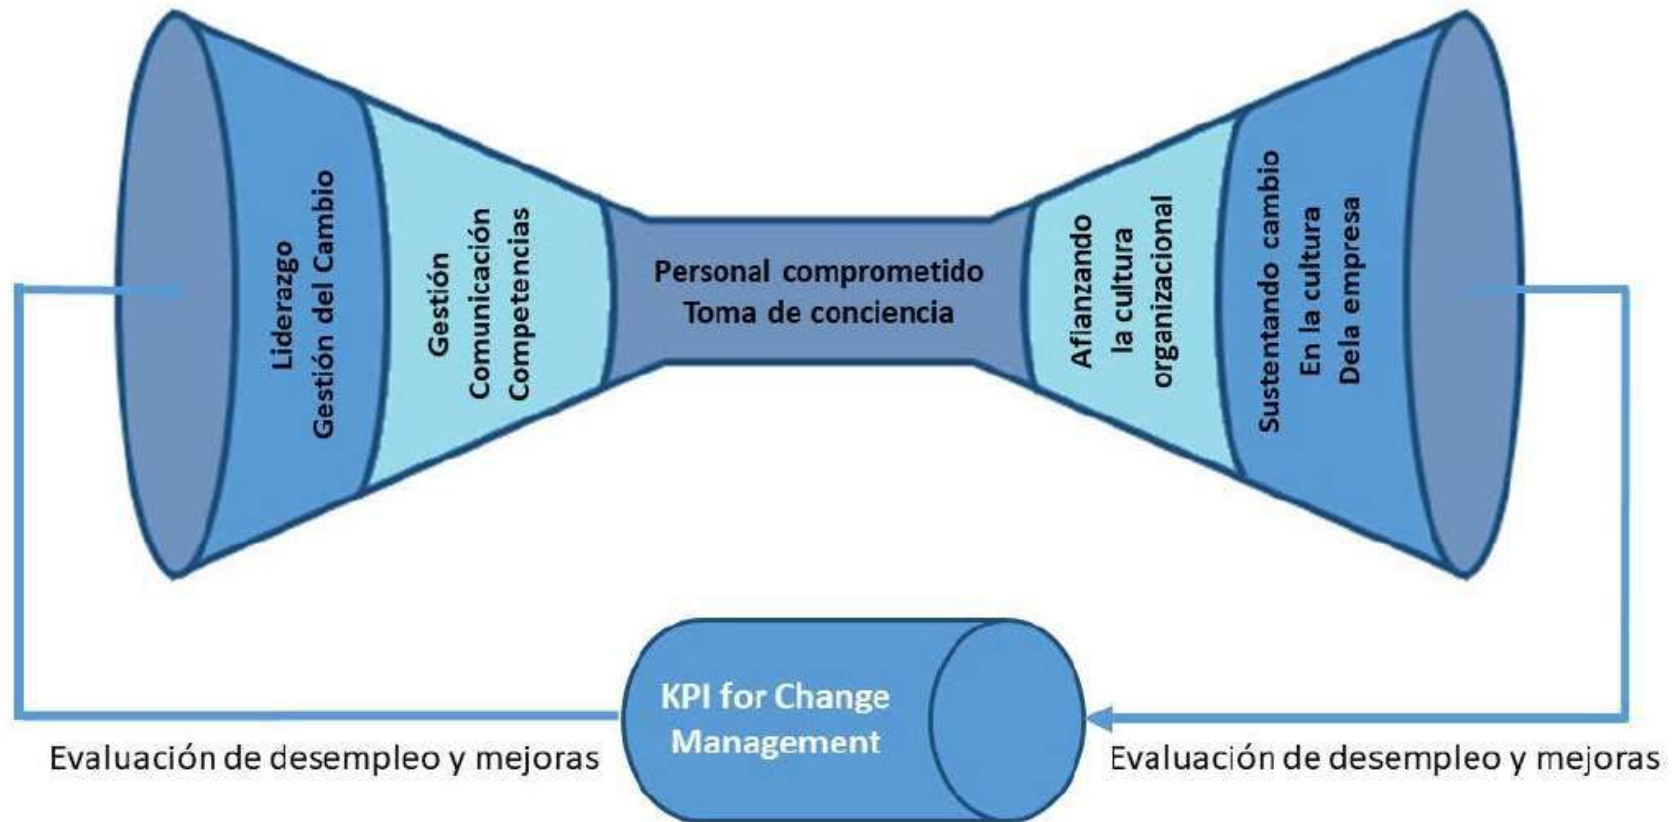 Liderazgo
Gestión del Cambio
Gestión
Comunicación
Competencias
Personal comprometido
Toma de conciencia
Afianzando
la cultura
organizacional
Sustentando cambio
En la cultura
Dela empresa
KPI for Change
Management
Evaluación de desempleo y mejoras
Evaluación de desempleo y mejoras